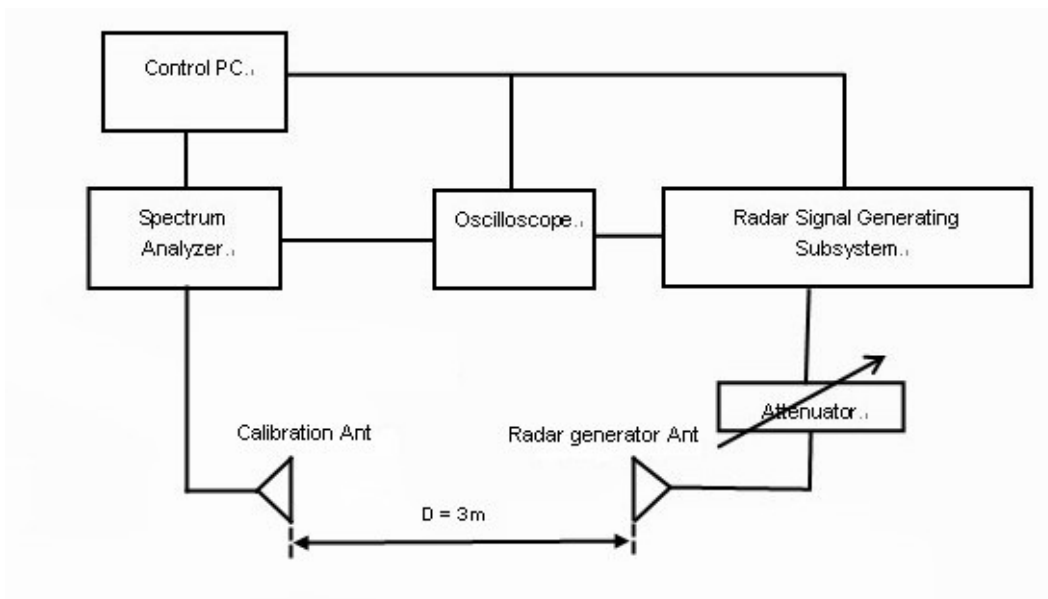 Control PC.
Spectrum
Analyzer.
Oscilloscope.
Radar Signal Generating
Subsystem.
Attenuator.
Calibration Ant
Radar generator Ant
D = 3m